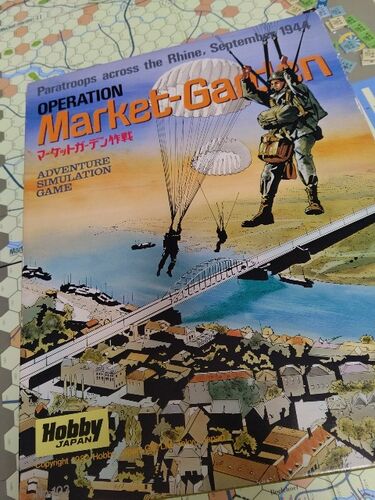 Paratroops across the Rhine, September 1944
OPERATION
Market-Garden
マーケットガーデン作戦
ADVENTURE
SIMULATION
GAME
Hobby
JAPAN